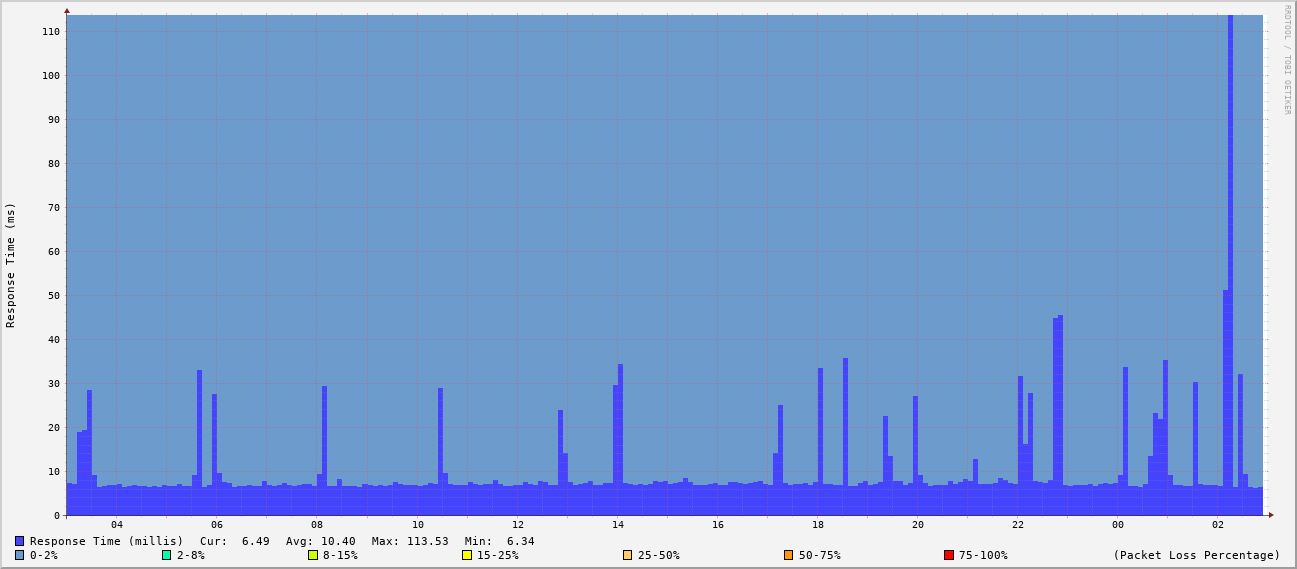 RRDTOOL / TOBI OETIKER
Response Time (ms)
110
100
90
80
70
60
50
40
30
20
10
0
04 06 08 10 12 14 16 18 20 22 00 02
Response Time (millis) Cur: 6.49 Avg: 10.40 Max: 113.53 Min: 6.34
0-2% 2-8% 8-15% 15-25% 25-50% 50-75% 75-100% (Packet Loss Percentage)